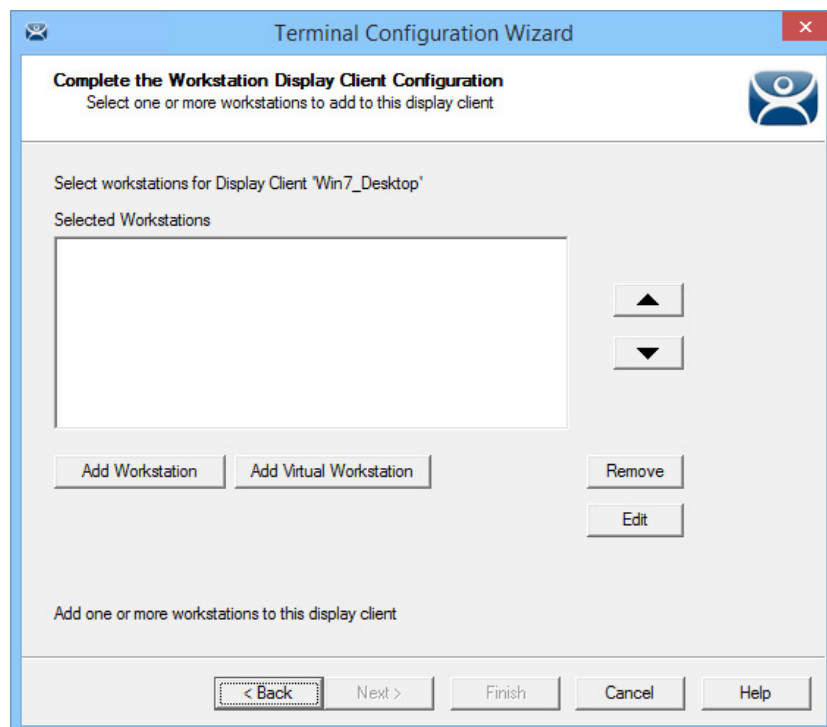 Terminal Configuration Wizard
Complete the Workstation Display Client Configuration
Select one or more workstations to add to this display client
Select workstations for Display Client 'Win7_Desktop'
Selected Workstations
Add Workstation
Add Virtual Workstation
Remove
Edit
Add one or more workstations to this display client
< Back
Next >
Finish
Cancel
Help